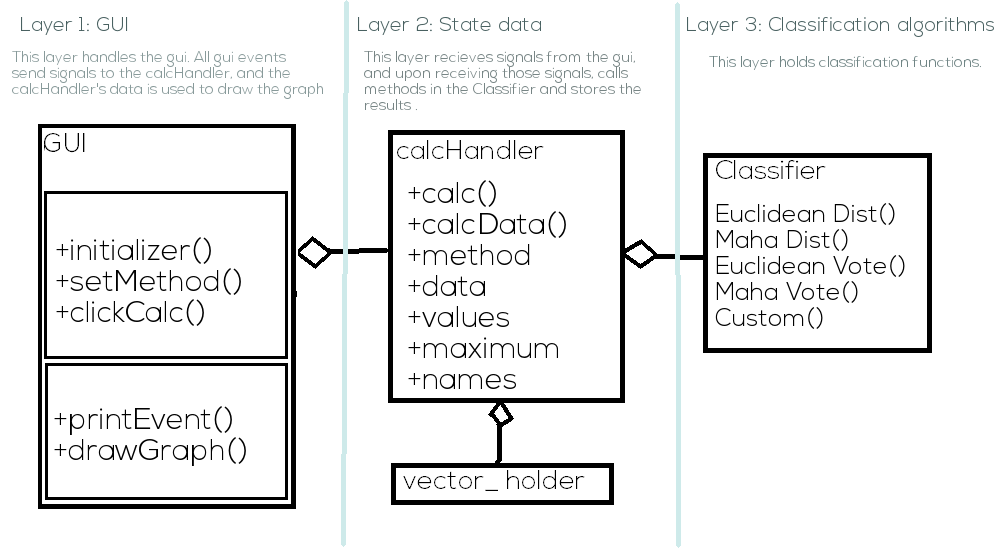 Layer 1: GUI
This layer handles the gui. All gui events
send signals to the calcHandler, and the
calcHandler's data is used to draw the graph
GUI
+initializer()
+setMethod()
+clickCalc()
+printEvent()
+drawGraph()
Layer 2: State data
This layer recieves signals from the gui,
and upon receiving those signals, calls
methods in the Classifier and stores the
results .
calcHandler
+calc()
+calcData()
+method
+data
+values
+maximum
+names
vector_ holder
Layer 3: Classification algorithms
This layer holds classification functions.
Classifier
Euclidean Dist()
Maha Dist()
Euclidean Vote()
Maha Vote()
Custom()